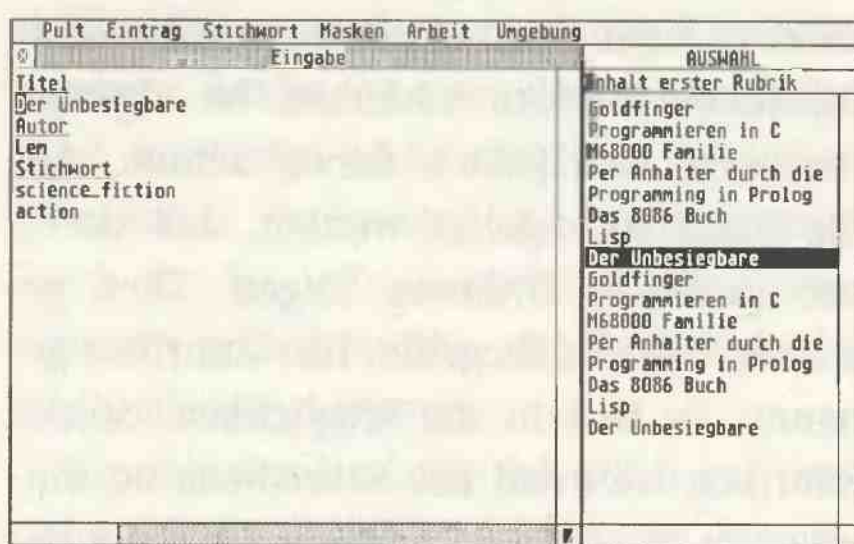 Pult Eintrag Stichwort Masken Arbeit Umgebung
Eingabe
Titel
Der Unbesiegbare
Autor
Lem
Stichwort
science_fiction
action
AUSWAHL
Inhalt erster Rubrik
Goldfinger
Programmieren in C
M68000 Familie
Per Anhalter durch die
Programming in Prolog
Das 8086 Buch
Lisp
Der Unbesiegbare
Goldfinger
Programmieren in C
M68000 Familie
Per Anhalter durch die
Programming in Prolog
Das 8086 Buch
Lisp
Der Unbesiegbare